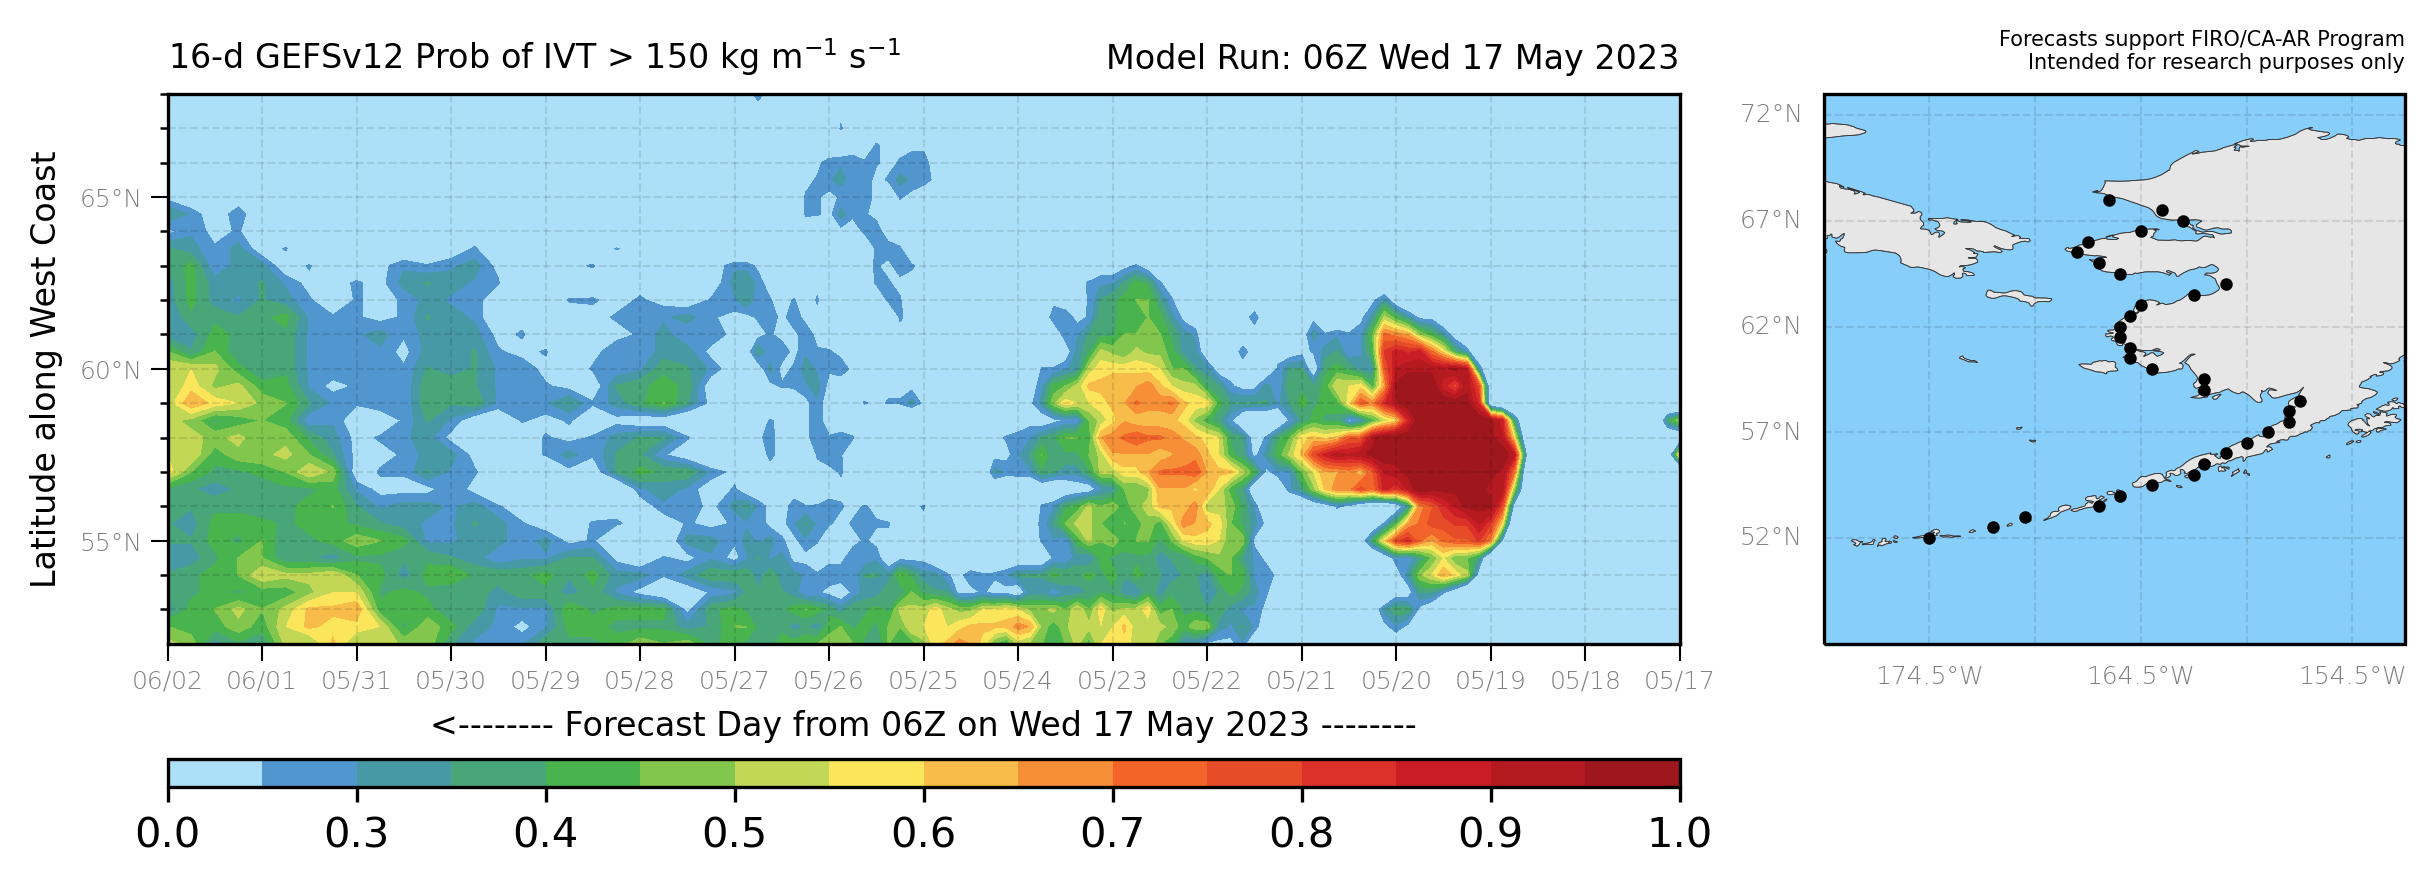 16-d GEFSv12 Prob of IVT > 150 kg m⁻¹ s⁻¹
Model Run: 06Z Wed 17 May 2023
Forecasts support FIRO/CA-AR Program
Intended for research purposes only
Latitude along West Coast
65°N
60°N
55°N
06/02 06/01 05/31 05/30 05/29 05/28 05/27 05/26 05/25 05/24 05/23 05/22 05/21 05/20 05/19 05/18 05/17
<-------- Forecast Day from 06Z on Wed 17 May 2023 --------
0.0 0.3 0.4 0.5 0.6 0.7 0.8 0.9 1.0
72°N
67°N
62°N
57°N
52°N
174.5°W 164.5°W 154.5°W